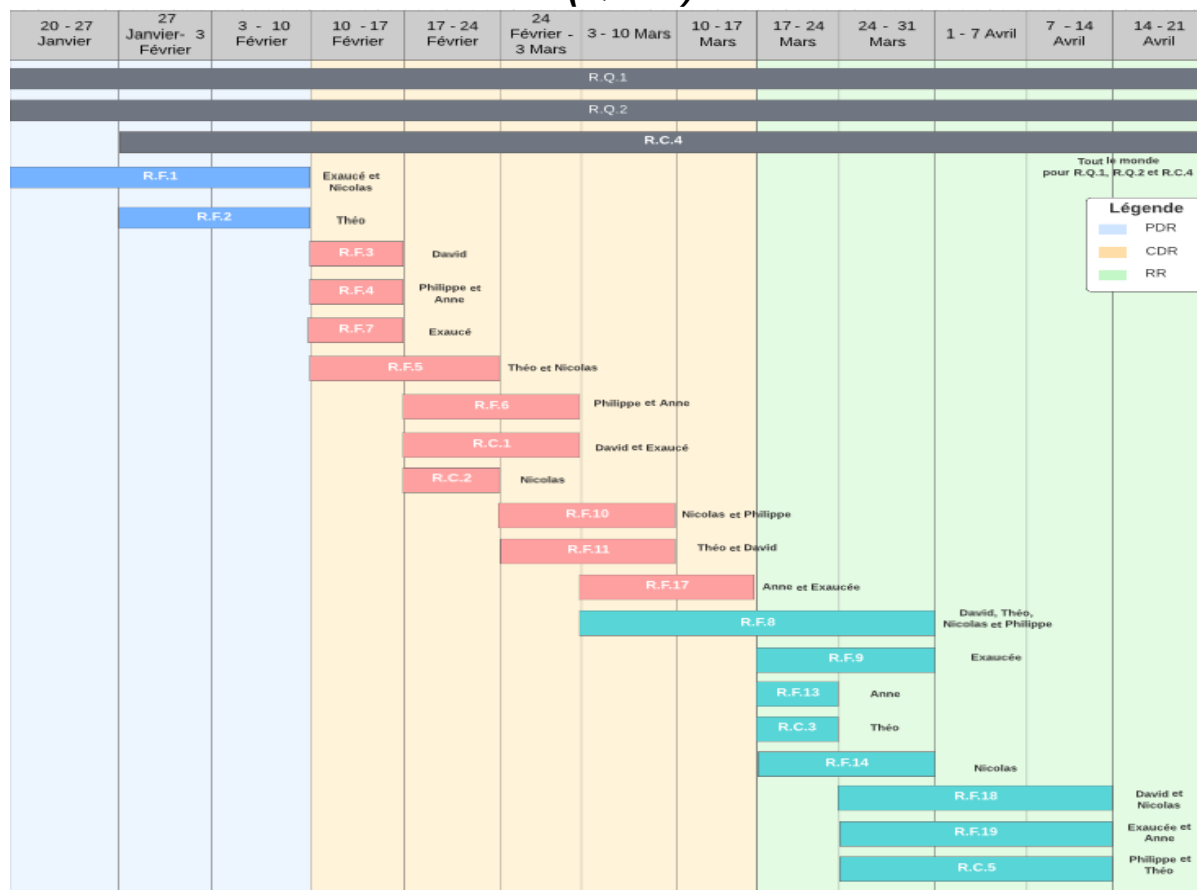 20 - 27
Janvier
27
Janvier- 3
Février
3 - 10
Février
10 - 17
Février
17 - 24
Février
24
Février -
3 Mars
3 - 10 Mars
10 - 17
Mars
17 - 24
Mars
24 - 31
Mars
1 - 7 Avril
7 - 14
Avril
14 - 21
Avril
R.Q.1
R.Q.2
R.C.4
Tout le monde
pour R.Q.1, R.Q.2 et R.C.4
R.F.1
Exaucé et
Nicolas
Légende
PDR
CDR
RR
R.F.2
Théo
R.F.3
David
R.F.4
Philippe et
Anne
R.F.7
Exaucé
R.F.5
Théo et Nicolas
R.F.6
Philippe et Anne
R.C.1
David et Exaucé
R.C.2
Nicolas
R.F.10
Nicolas et Philippe
R.F.11
Théo et David
R.F.17
Anne et Exaucée
R.F.8
David, Théo,
Nicolas et Philippe
R.F.9
Exaucée
R.F.13
Anne
R.C.3
Théo
R.F.14
Nicolas
R.F.18
David et
Nicolas
R.F.19
Exaucée et
Anne
R.C.5
Philippe et
Théo